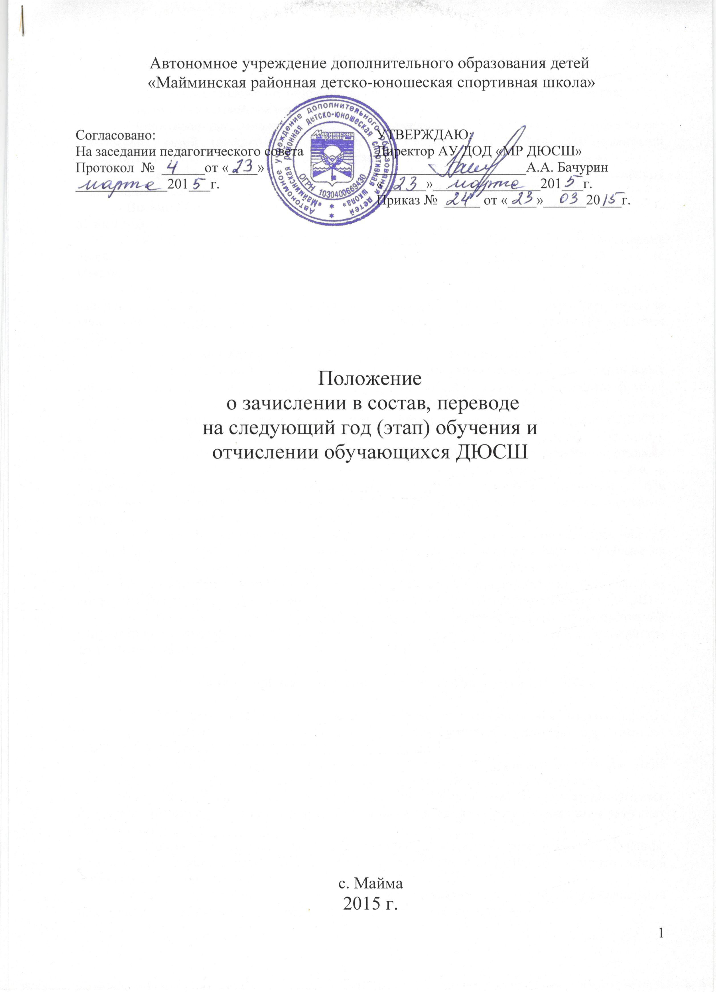 Автономное учреждение дополнительного образования детей
«Майминская районная детско-юношеская спортивная школа»
Согласовано:
На заседании педагогического совета
Протокол № 4 от «23»
марта 2015 г.
УТВЕРЖДАЮ:
Директор АУ ДОД «МР ДЮСШ»
А.А. Бачурин
«23» марта 2015 г.
Приказ № 24 от «23» 03 2015 г.
Автономное учреждение дополнительного образования детей
«Майминская районная детско-юношеская спортивная школа»
ОГРН 1030400669430
Майминский
район
Положение
о зачислении в состав, переводе
на следующий год (этап) обучения и
отчислении обучающихся ДЮСШ
с. Майма
2015 г.
1